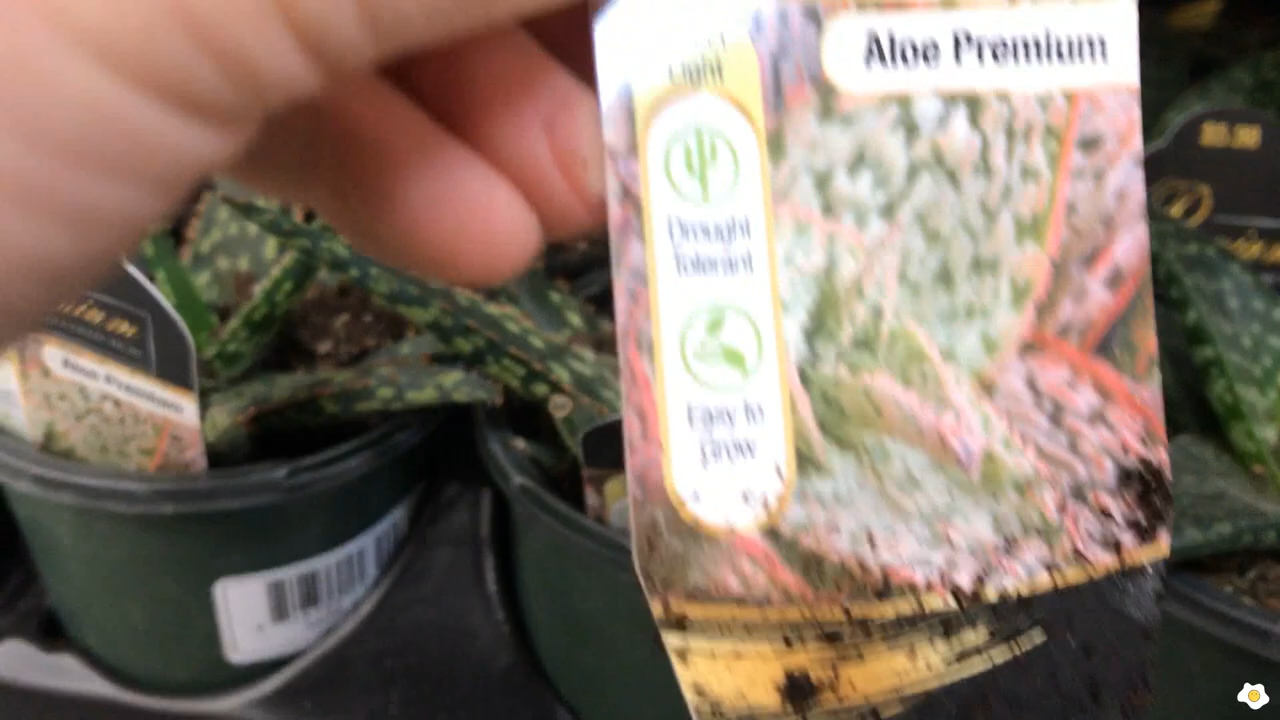 Aloe Premium
Light
Drought
Tolerant
Easy to
Grow
Aloe Premium